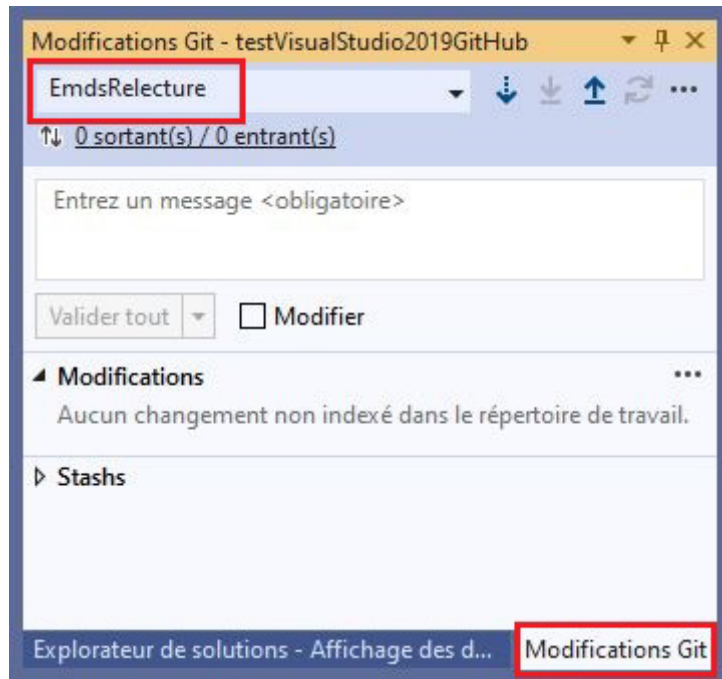 Modifications Git - testVisualStudio2019GitHub
EmdsRelecture
0 sortant(s) / 0 entrant(s)
Entrez un message <obligatoire>
Valider tout
Modifier
Modifications
Aucun changement non indexé dans le répertoire de travail.
Stashs
Explorateur de solutions - Affichage des d...
Modifications Git